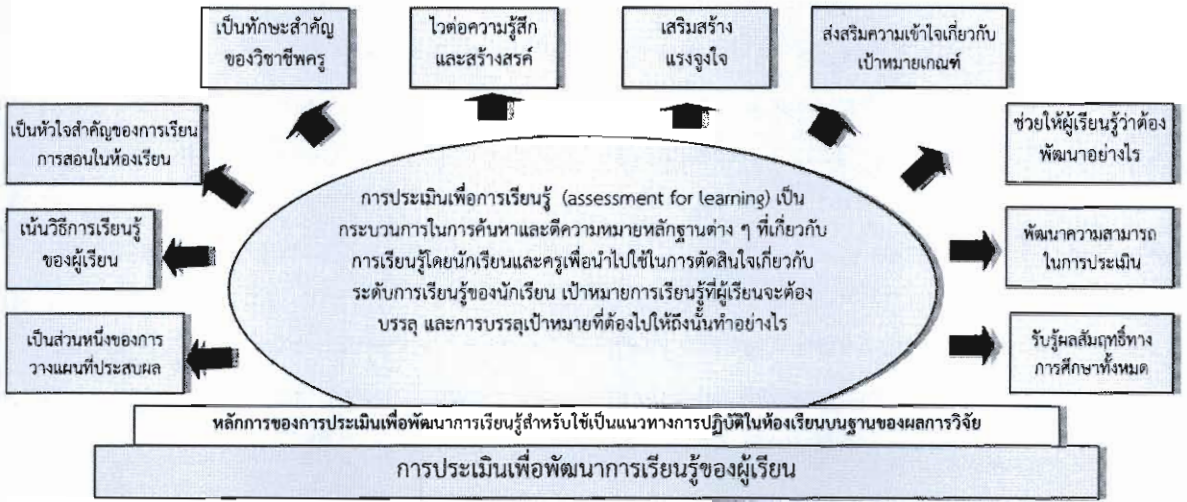 เป็นทักษะสำคัญ
ของวิชาชีพครู
ไวต่อความรู้สึก
และสร้างสรรค์
เสริมสร้าง
แรงจูงใจ
ส่งสริมความเข้าใจเกี่ยวกับ
เป้าหมายเกณฑ์
เป็นหัวใจสำคัญของการเรียน
การสอนในห้องเรียน
ช่วยให้ผู้เรียนรู้ว่าต้อง
พัฒนาอย่างไร
เน้นวิธีการเรียนรู้
ของผู้เรียน
พัฒนาความสามารถ
ในการประเมิน
เป็นส่วนหนึ่งของการ
วางแผนที่ประสบผล
รับรู้ผลสัมฤทธิ์ทาง
การศึกษาทั้งหมด
การประเมินเพื่อการเรียนรู้ (assessment for learning) เป็น
กระบวนการในการค้นหาและตีความหมายหลักฐานต่าง ๆ ที่เกี่ยวกับ
การเรียนรู้โดยนักเรียนและครูเพื่อนำไปใช้ในการตัดสินใจเกี่ยวกับ
ระดับการเรียนรู้ของนักเรียน เป้าหมายการเรียนรู้ที่ผู้เรียนจะต้อง
บรรลุ และการบรรลุเป้าหมายที่ต้องไปให้ถึงนั้นทำอย่างไร
หลักการของการประเมินเพื่อพัฒนาการเรียนรู้สำหรับใช้เป็นแนวทางการปฏิบัติในห้องเรียนบนฐานของผลการวิจัย
การประเมินเพื่อพัฒนาการเรียนรู้ของผู้เรียน